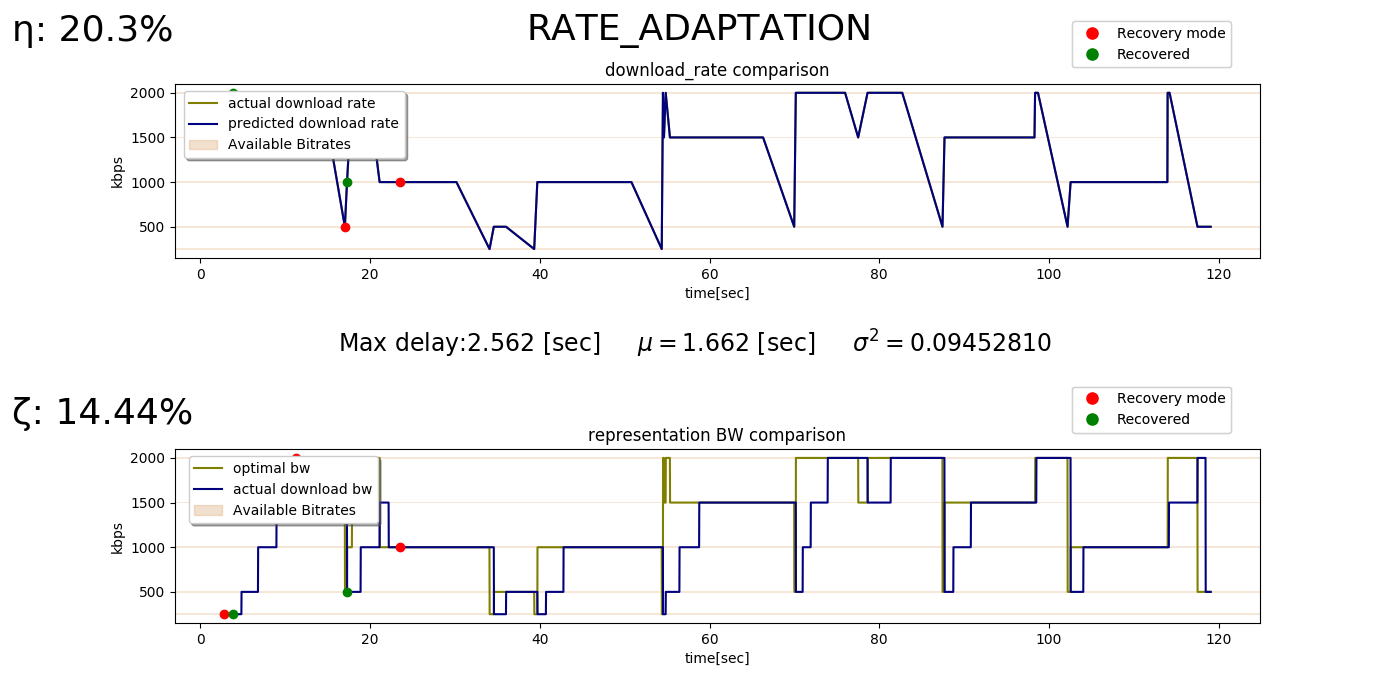 η: 20.3%
RATE_ADAPTATION
Recovery mode
Recovered
download_rate comparison
actual download rate
predicted download rate
Available Bitrates
2000
1500
1000
500
kbps
0 20 40 60 80 100 120
time[sec]
Max delay:2.562 [sec] μ = 1.662 [sec] σ² = 0.09452810
ζ: 14.44%
Recovery mode
Recovered
representation BW comparison
optimal bw
actual download bw
Available Bitrates
2000
1500
1000
500
kbps
0 20 40 60 80 100 120
time[sec]